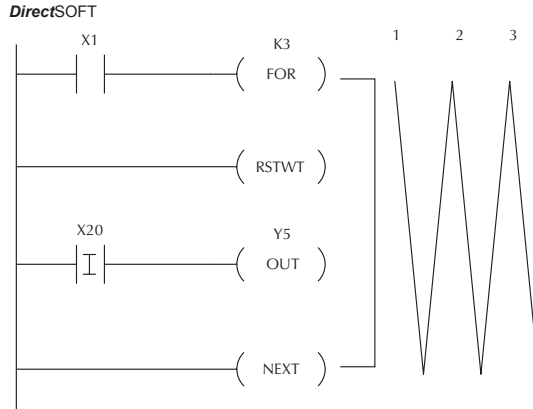 DirectSOFT
X1
K3
FOR
1 2 3
RSTWT
X20
I
Y5
OUT
NEXT